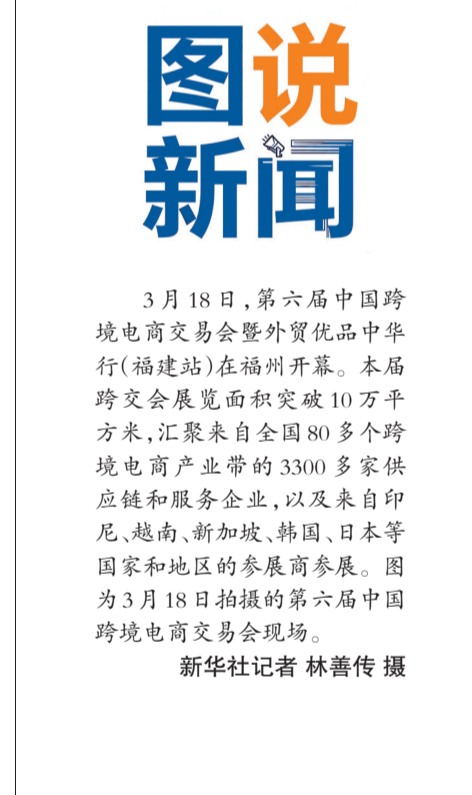 图说
新闻
3月18日,第六届中国跨
境电商交易会暨外贸优品中华
行(福建站)在福州开幕。本届
跨交会展览面积突破10万平
方米,汇聚来自全国80多个跨
境电商产业带的3300多家供
应链和服务企业,以及来自印
尼、越南、新加坡、韩国、日本等
国家和地区的参展商参展。图
为3月18日拍摄的第六届中国
跨境电商交易会现场。
新华社记者 林善传 摄